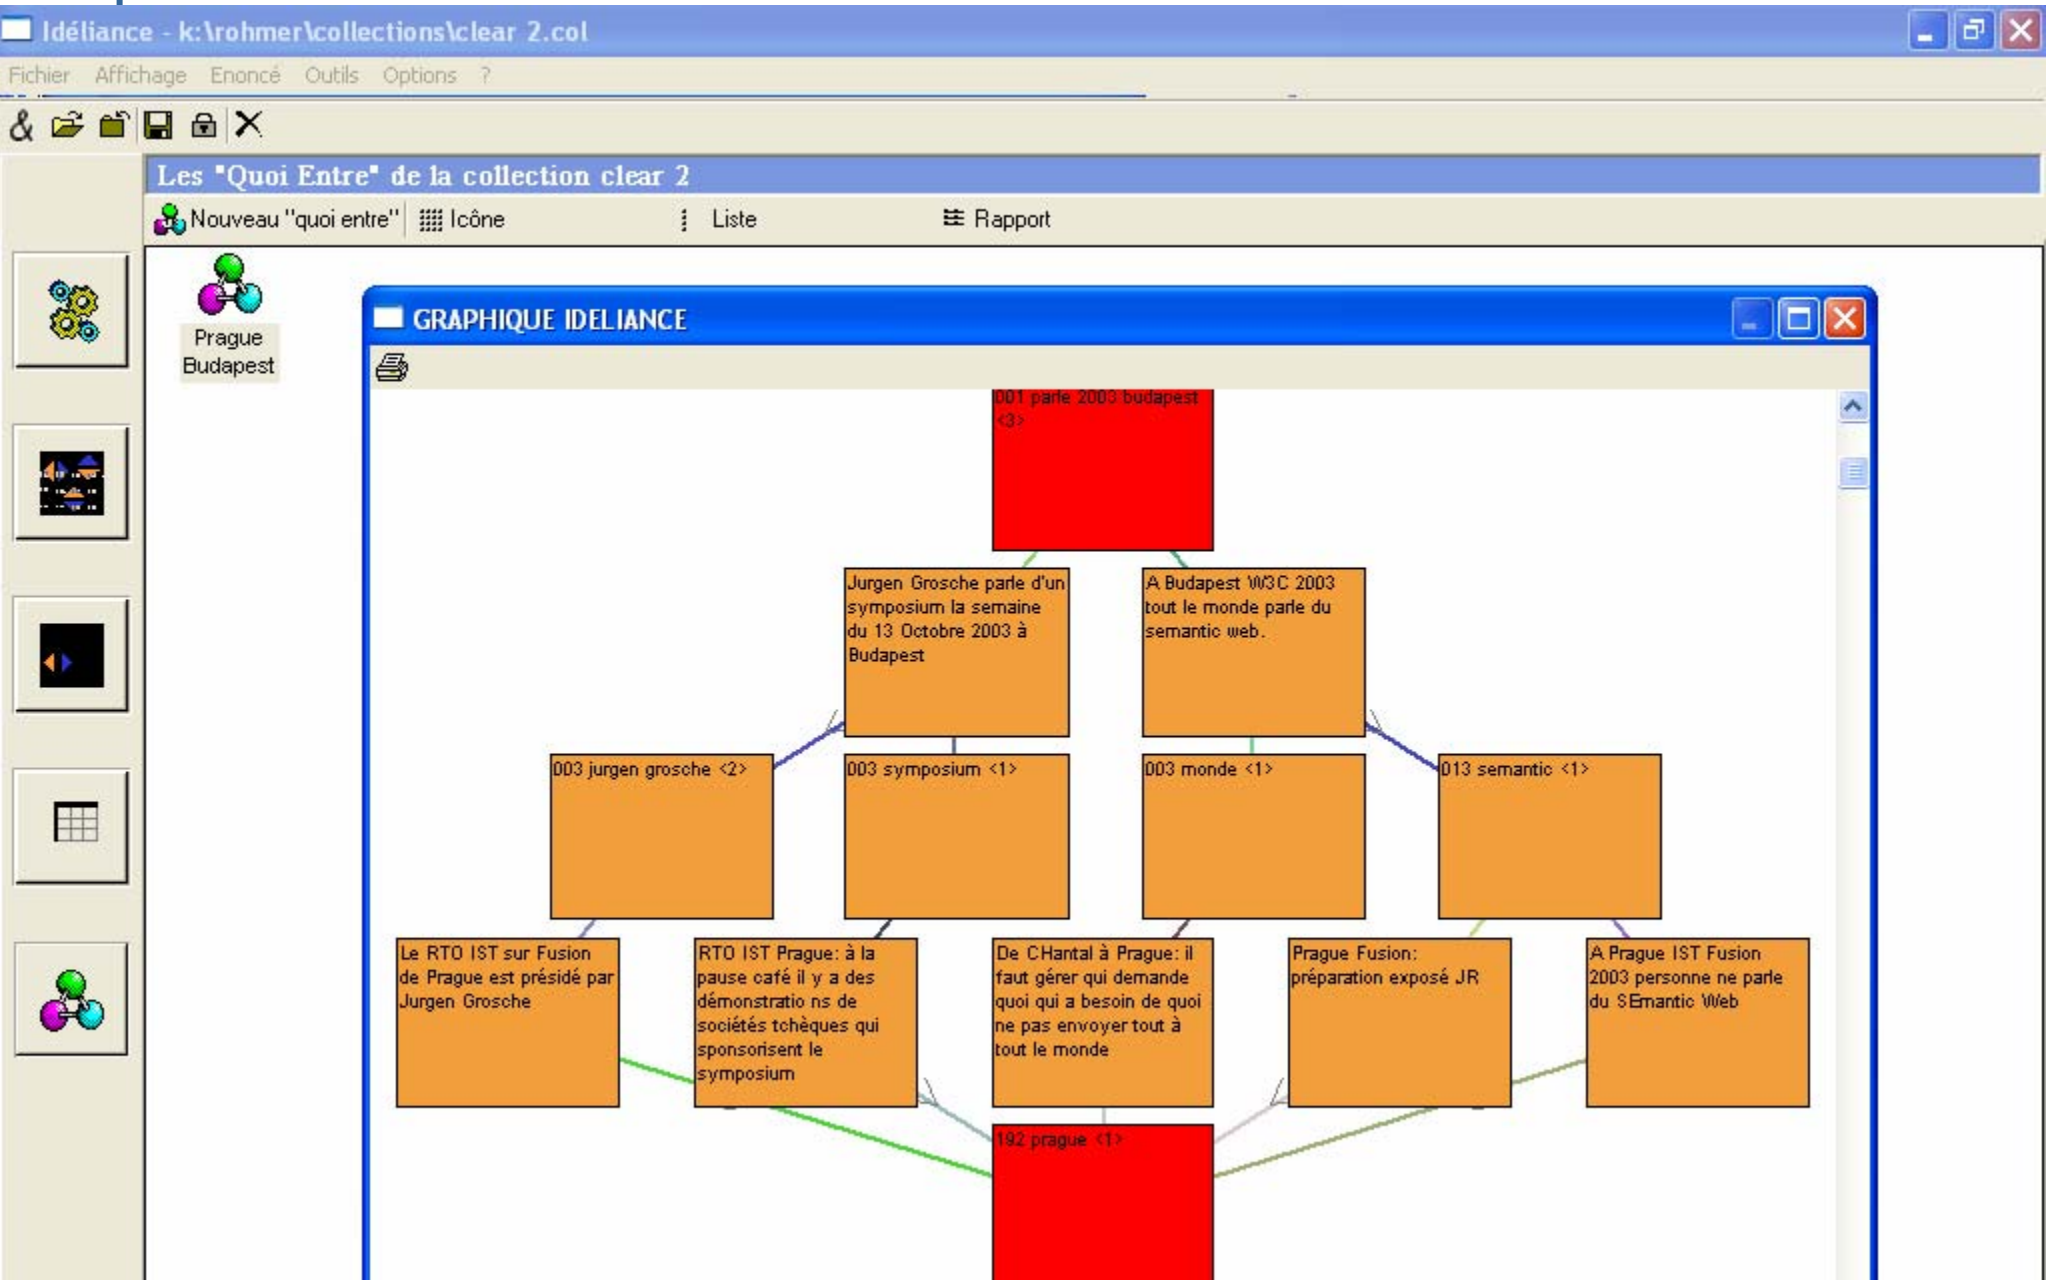 Idéliance - k:\rohmer\collections\clear 2.col
Fichier Affichage Enoncé Outils Options ?
Les "Quoi Entre" de la collection clear 2
Nouveau "quoi entre" Icône Liste Rapport
Prague
Budapest
GRAPHIQUE IDELIANCE
001 parle 2003 budapest
<3>
Jurgen Grosche parle d'un
symposium la semaine
du 13 Octobre 2003 à
Budapest
A Budapest W3C 2003
tout le monde parle du
semantic web.
003 jurgen grosche <2>
003 symposium <1>
003 monde <1>
013 semantic <1>
Le RTO IST sur Fusion
de Prague est présidé par
Jurgen Grosche
RTO IST Prague: à la
pause café il y a des
démonstratio ns de
sociétés tchèques qui
sponsorisent le
symposium
De CHantal à Prague: il
faut gérer qui demande
quoi qui a besoin de quoi
ne pas envoyer tout à
tout le monde
Prague Fusion:
préparation exposé JR
A Prague IST Fusion
2003 personne ne parle
du SEmantic Web
192 prague <1>